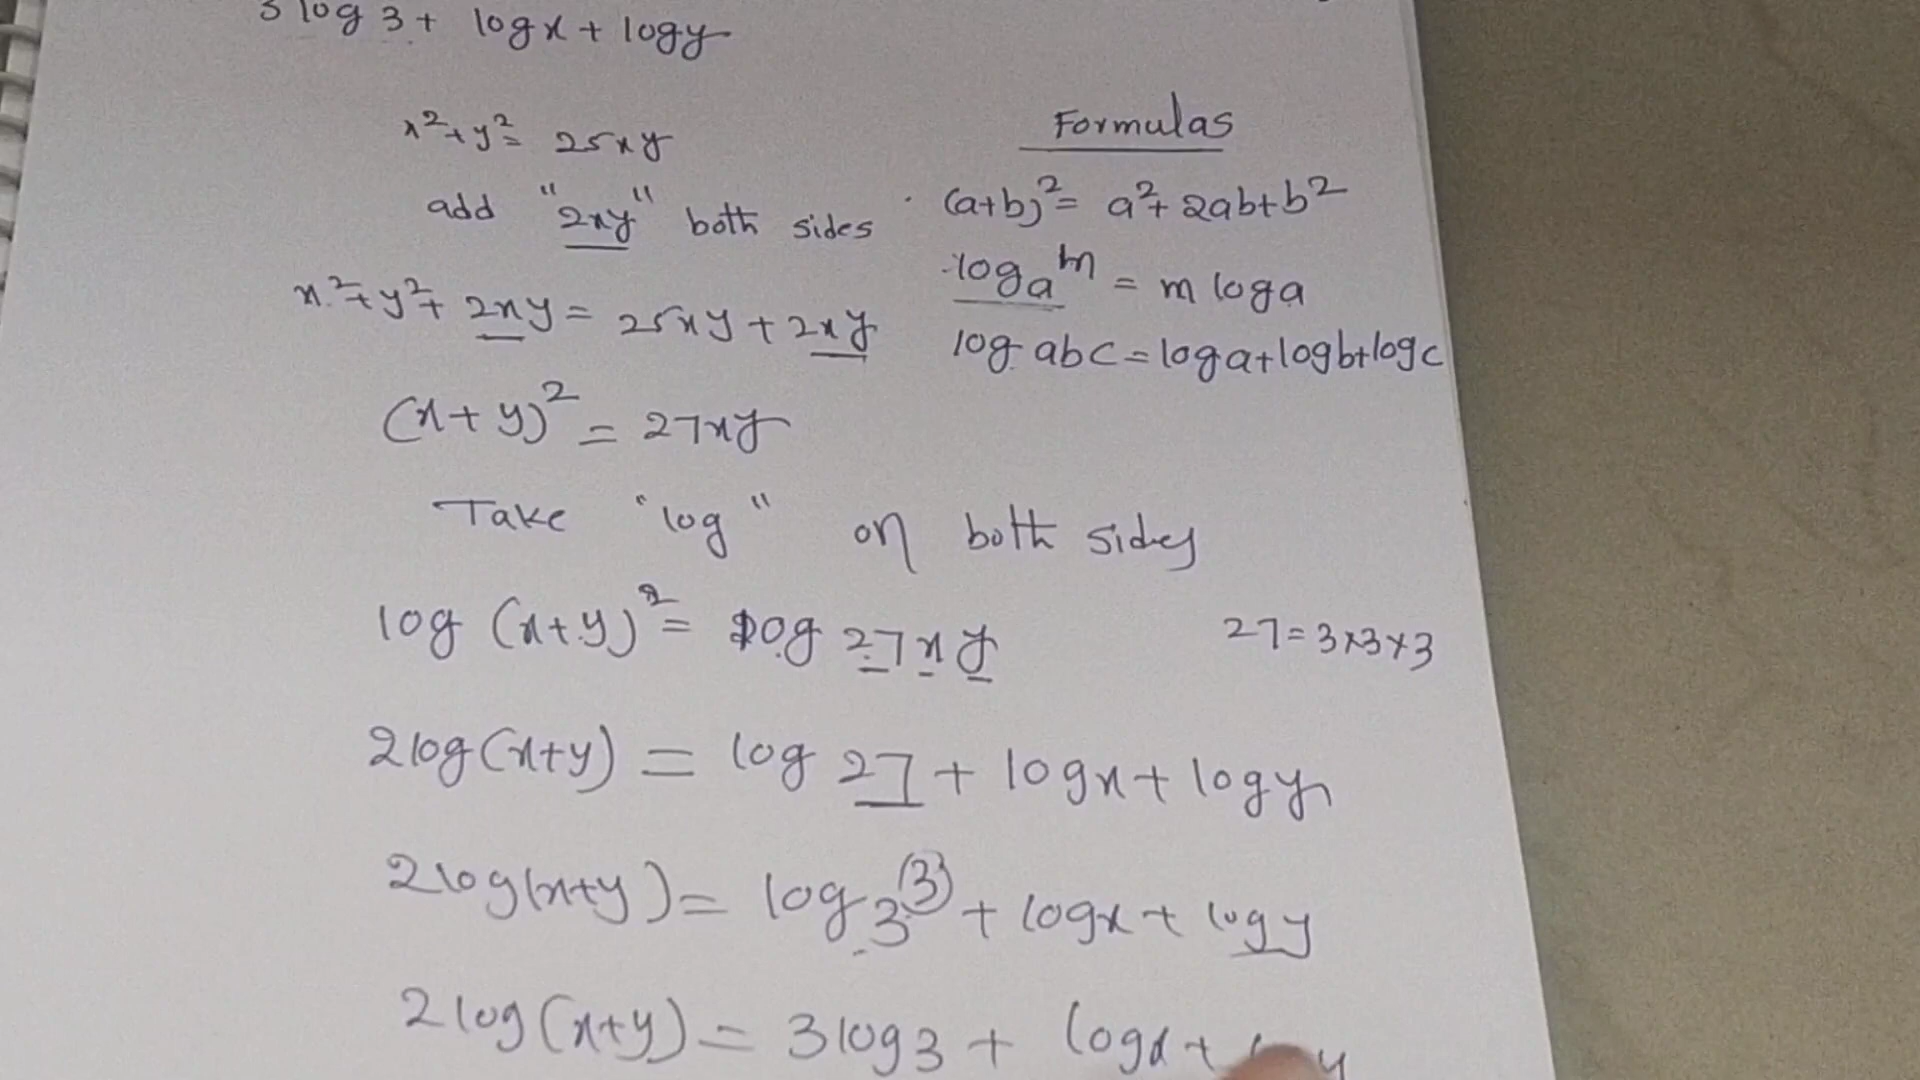 3 log 3 + log x + log y
x² + y² = 25xy
add "2xy" both sides
x² + y² + 2xy = 25xy + 2xy
(x + y)² = 27xy
Formulas
(a+b)² = a² + 2ab + b²
log a^m = m log a
log abc = log a + log b + log c
Take "log" on both sides
log (x+y)² = log 27xy
27 = 3×3×3
2 log (x+y) = log 27 + log x + log y
2 log (x+y) = log 3^(3) + log x + log y
2 log (x+y) = 3 log 3 + log x +